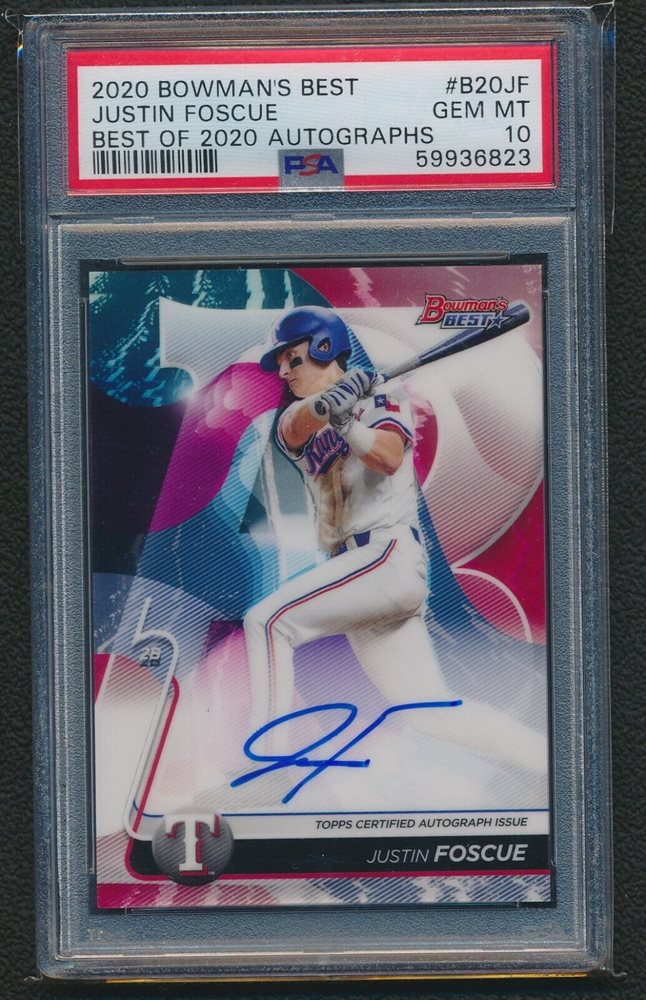 2020 BOWMAN'S BEST #B20JF
JUSTIN FOSCUE GEM MT
BEST OF 2020 AUTOGRAPHS 10
PSA 59936823
Bowman's
BEST
2B
TOPPS CERTIFIED AUTOGRAPH ISSUE
T
JUSTIN FOSCUE